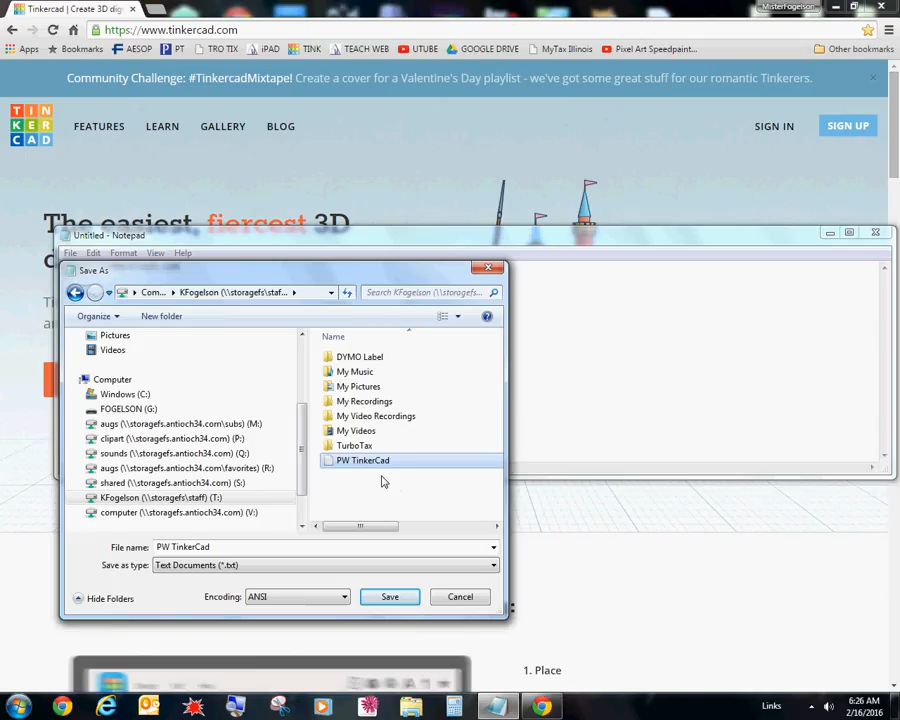 Tinkercad | Create 3D dig
MisterFogelson
https://www.tinkercad.com
Apps Bookmarks AESOP PT TRO TIX iPAD TINK TEACH WEB UTUBE GOOGLE DRIVE MyTax Illinois Pixel Art Speedpaint... Other bookmarks
Community Challenge: #TinkercadMixtape! Create a cover for a Valentine's Day playlist - we've got some great stuff for our romantic Tinkerers. ×
TIN
KER
CAD
FEATURES LEARN GALLERY BLOG SIGN IN SIGN UP
The easiest, fiercest 3D
Untitled - Notepad
File Edit Format View Help
Save As
Com... KFogelson (\\storagefs\staf...
Search KFogelson (\\storagefs...
Organize New folder
Pictures
Videos
Computer
Windows (C:)
FOGELSON (G:)
augs (\\storagefs.antioch34.com\subs) (M:)
clipart (\\storagefs.antioch34.com) (P:)
sounds (\\storagefs.antioch34.com) (Q:)
augs (\\storagefs.antioch34.com\favorites) (R:)
shared (\\storagefs.antioch34.com) (S:)
KFogelson (\\storagefs\staff) (T:)
computer (\\storagefs.antioch34.com) (V:)
Name
DYMO Label
My Music
My Pictures
My Recordings
My Video Recordings
My Videos
TurboTax
PW TinkerCad
File name: PW TinkerCad
Save as type: Text Documents (*.txt)
Hide Folders Encoding: ANSI Save Cancel
1. Place
Links
6:26 AM
2/16/2016